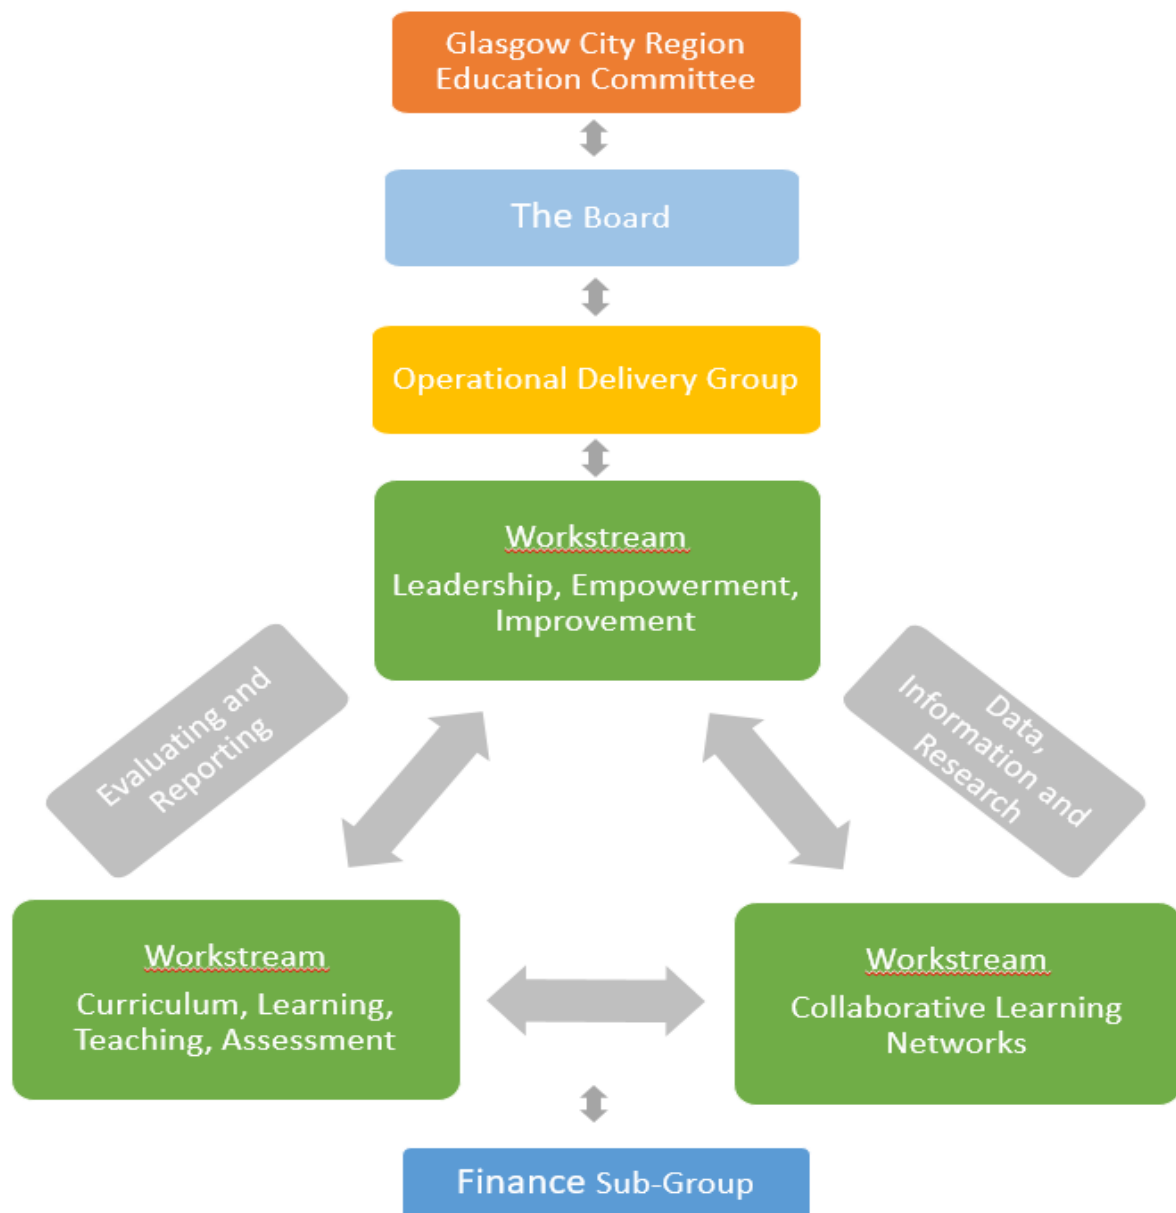 Glasgow City Region
Education Committee
The Board
Operational Delivery Group
Workstream
Leadership, Empowerment,
Improvement
Evaluating and
Reporting
Data,
Information and
Research
Workstream
Curriculum, Learning,
Teaching, Assessment
Workstream
Collaborative Learning
Networks
Finance Sub-Group